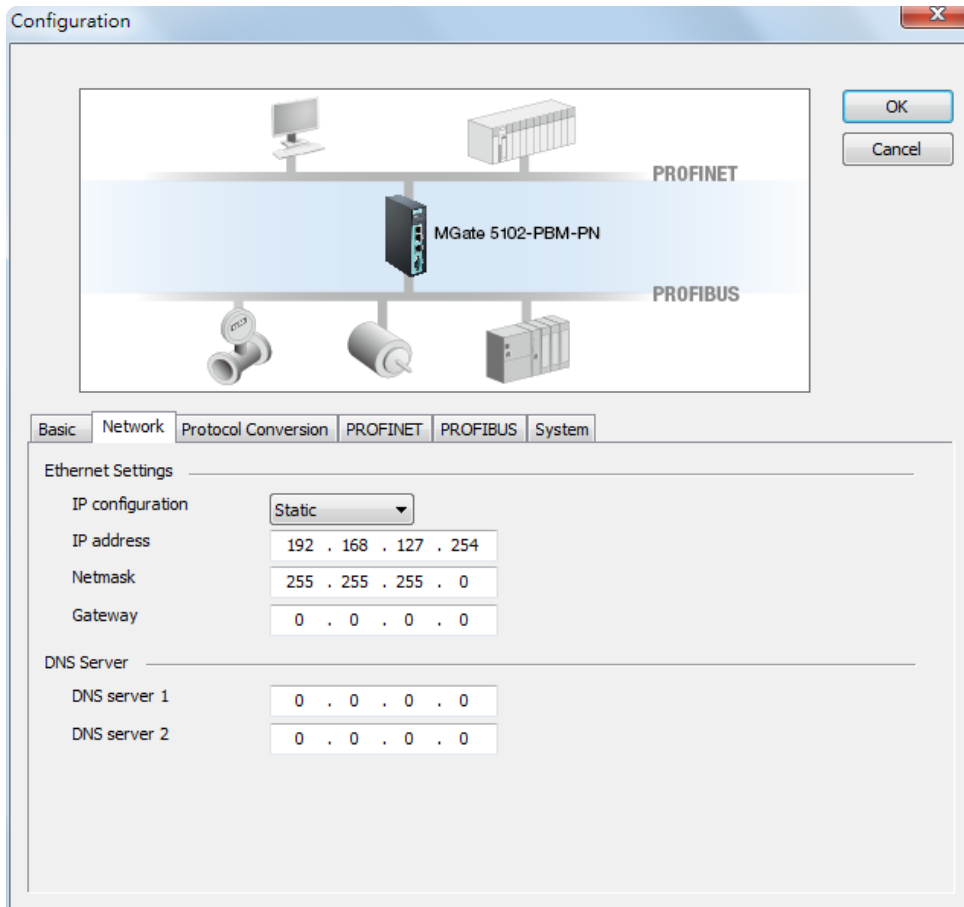 Configuration
OK
Cancel
PROFINET
MGate 5102-PBM-PN
PROFIBUS
Basic Network Protocol Conversion PROFINET PROFIBUS System
Ethernet Settings
IP configuration Static
IP address 192 . 168 . 127 . 254
Netmask 255 . 255 . 255 . 0
Gateway 0 . 0 . 0 . 0
DNS Server
DNS server 1 0 . 0 . 0 . 0
DNS server 2 0 . 0 . 0 . 0